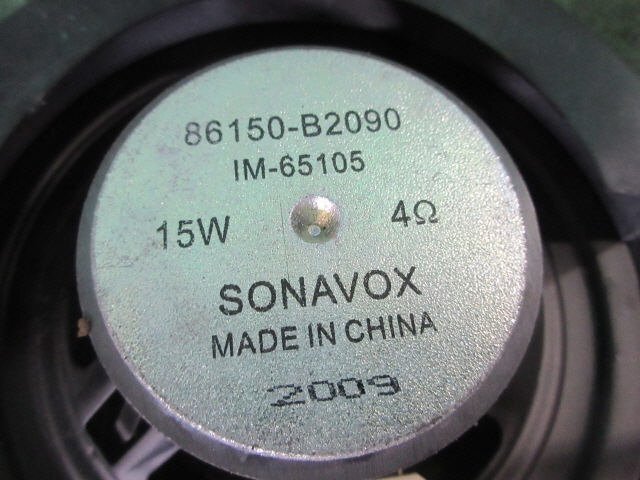 86150-B2090
IM-65105
15W 4Ω
SONAVOX
MADE IN CHINA
2009